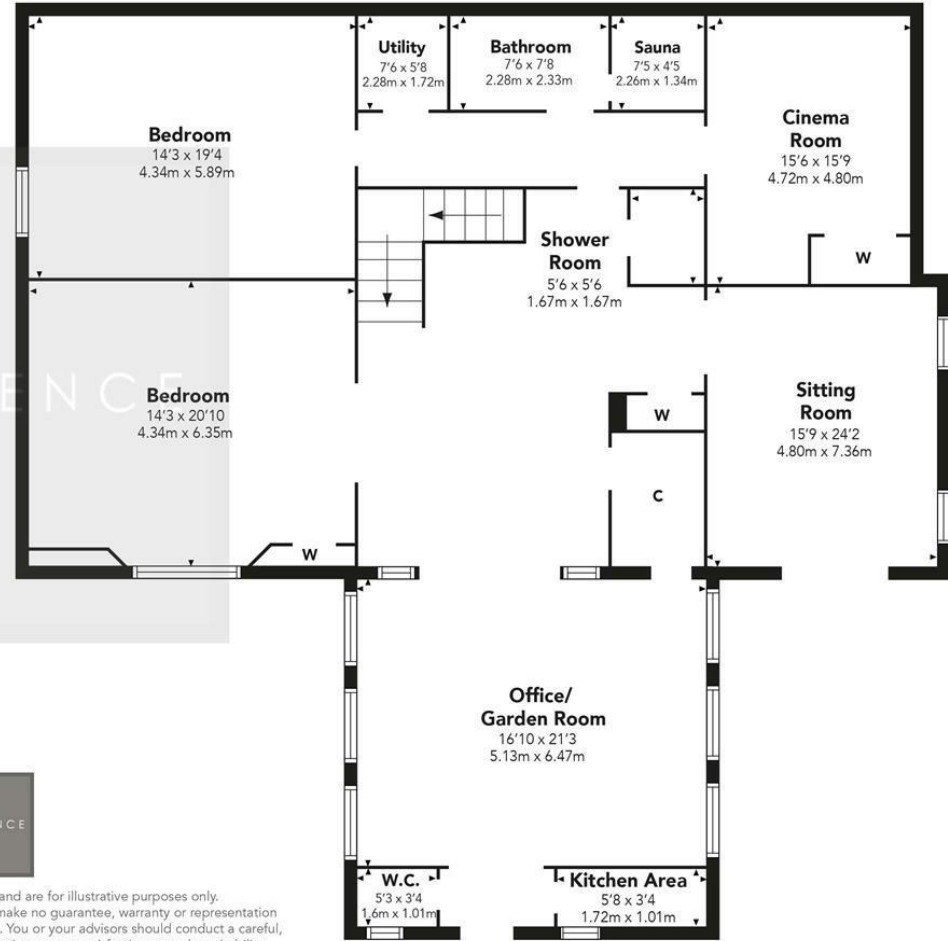 Utility
7'6 x 5'8
2.28m x 1.72m
Bathroom
7'6 x 7'8
2.28m x 2.33m
Sauna
7'5 x 4'5
2.26m x 1.34m
Bedroom
14'3 x 19'4
4.34m x 5.89m
Cinema
Room
15'6 x 15'9
4.72m x 4.80m
W
Shower
Room
5'6 x 5'6
1.67m x 1.67m
ENCE
Bedroom
14'3 x 20'10
4.34m x 6.35m
W
Sitting
Room
15'9 x 24'2
4.80m x 7.36m
W
C
Office/
Garden Room
16'10 x 21'3
5.13m x 6.47m
NCE
W.C.
5'3 x 3'4
1.6m x 1.01m
Kitchen Area
5'8 x 3'4
1.72m x 1.01m
and are for illustrative purposes only.
make no guarantee, warranty or representation
. You or your advisors should conduct a careful,